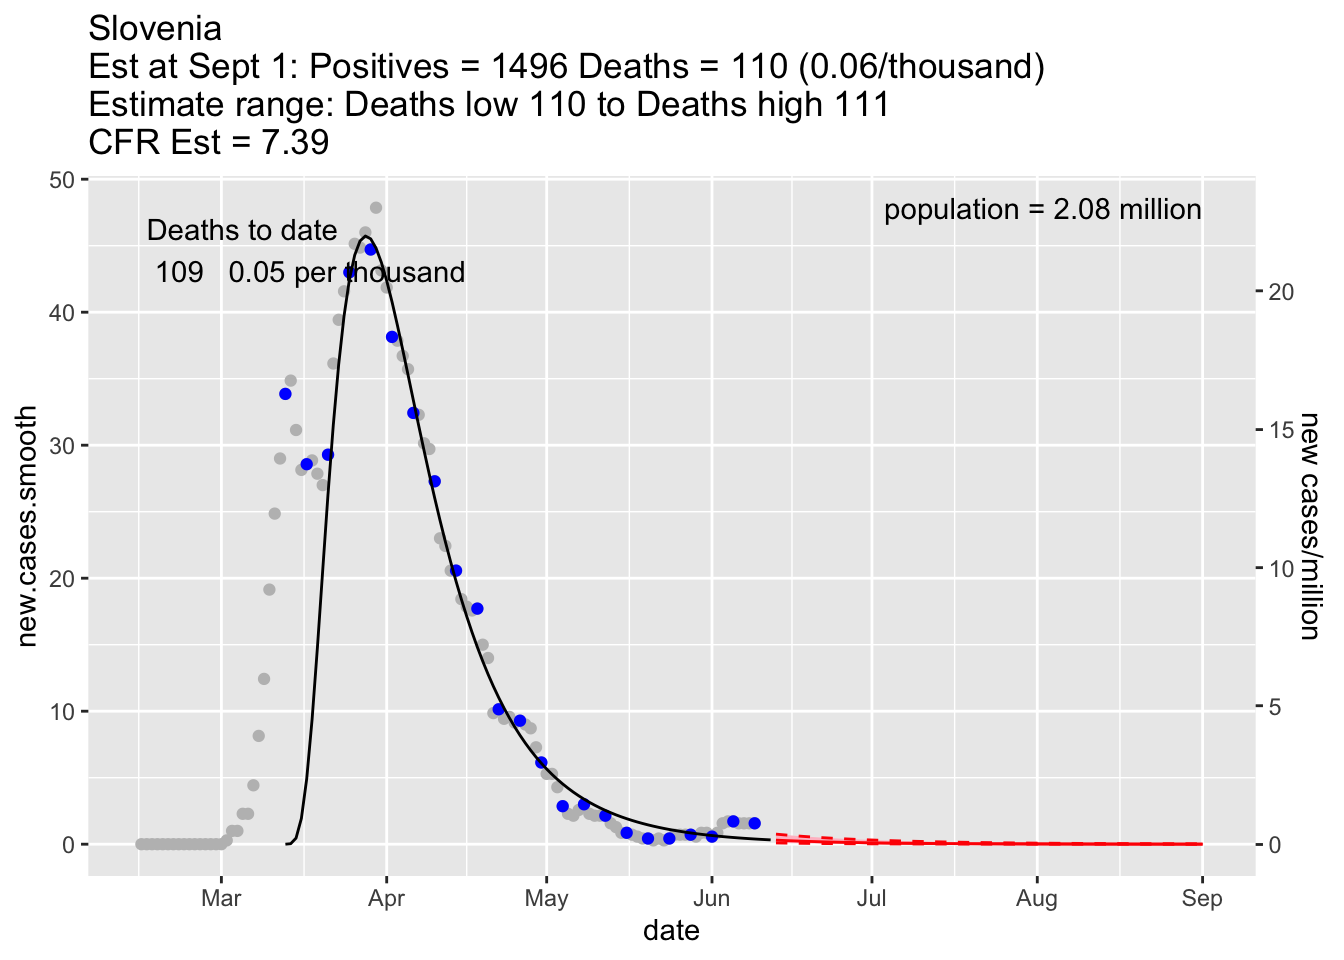 Slovenia
Est at Sept 1: Positives = 1496 Deaths = 110 (0.06/thousand)
Estimate range: Deaths low 110 to Deaths high 111
CFR Est = 7.39
50
40
30
20
10
0
new.cases.smooth
Deaths to date
109 0.05 per thousand
population = 2.08 million
20
15
10
5
0
new cases/million
Mar Apr May Jun Jul Aug Sep
date